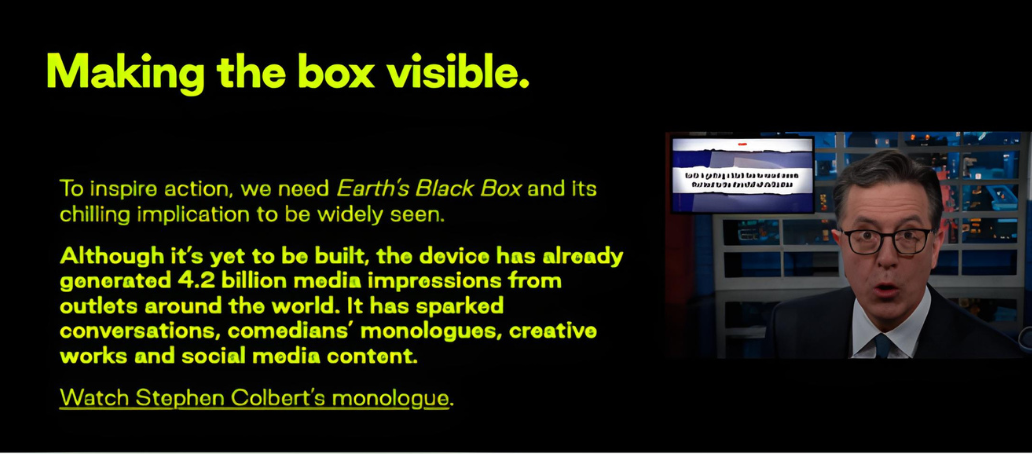 Making the box visible.
To inspire action, we need Earth's Black Box and its
chilling implication to be widely seen.
Although it's yet to be built, the device has already
generated 4.2 billion media impressions from
outlets around the world. It has sparked
conversations, comedians' monologues, creative
works and social media content.
Watch Stephen Colbert's monologue.